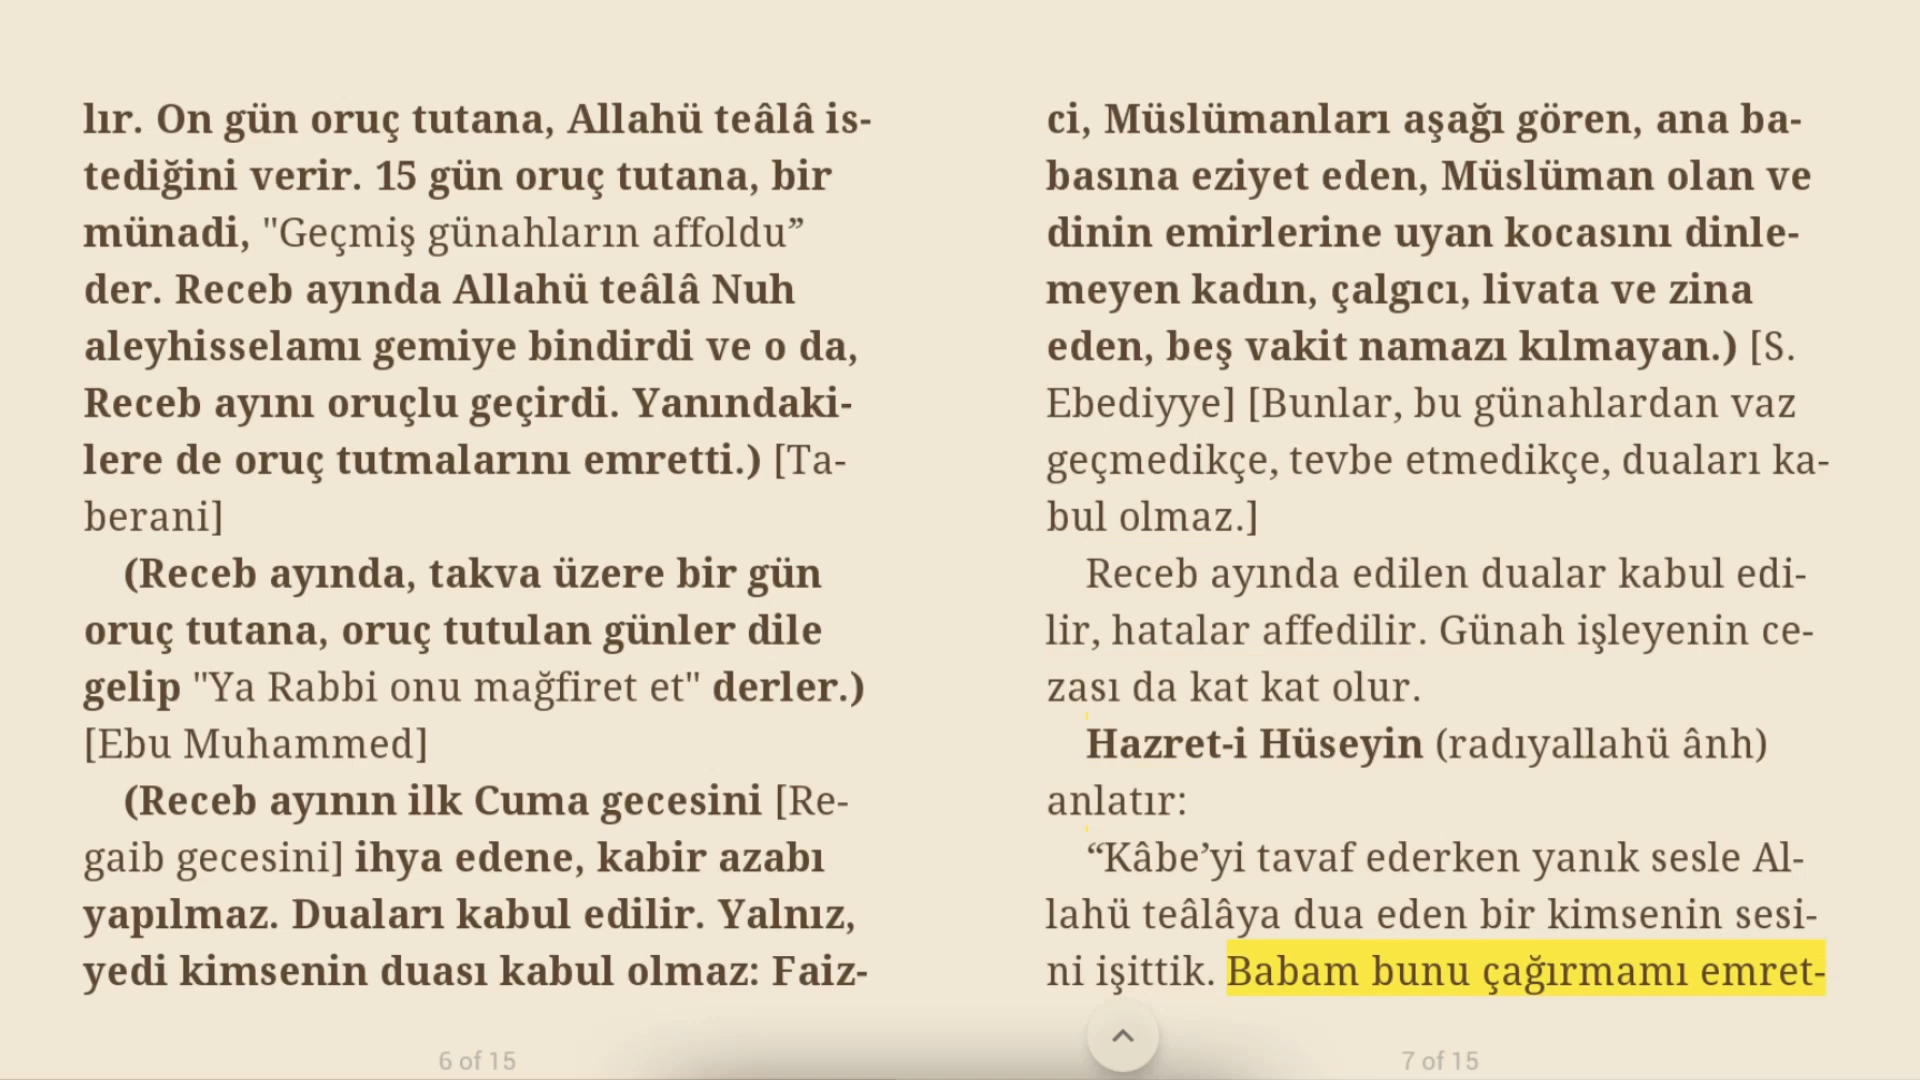 lır. On gün oruç tutana, Allahü teâlâ is-
tediğini verir. 15 gün oruç tutana, bir
münadi, "Geçmiş günahların affoldu”
der. Receb ayında Allahü teâlâ Nuh
aleyhisselamı gemiye bindirdi ve o da,
Receb ayını oruçlu geçirdi. Yanındaki-
lere de oruç tutmalarını emretti.) [Ta-
berani]
(Receb ayında, takva üzere bir gün
oruç tutana, oruç tutulan günler dile
gelip "Ya Rabbi onu mağfiret et" derler.)
[Ebu Muhammed]
(Receb ayının ilk Cuma gecesini [Re-
gaib gecesini] ihya edene, kabir azabı
yapılmaz. Duaları kabul edilir. Yalnız,
yedi kimsenin duası kabul olmaz: Faiz-
6 of 15
ci, Müslümanları aşağı gören, ana ba-
basına eziyet eden, Müslüman olan ve
dinin emirlerine uyan kocasını dinle-
meyen kadın, çalgıcı, livata ve zina
eden, beş vakit namazı kılmayan.) [S.
Ebediyye] [Bunlar, bu günahlardan vaz
geçmedikçe, tevbe etmedikçe, duaları ka-
bul olmaz.]
Receb ayında edilen dualar kabul edi-
lir, hatalar affedilir. Günah işleyenin ce-
zası da kat kat olur.
Hazret-i Hüseyin (radıyallahü ânh)
anlatır:
“Kâbe’yi tavaf ederken yanık sesle Al-
lahü teâlâya dua eden bir kimsenin sesi-
ni işittik. Babam bunu çağırmamı emret-
7 of 15